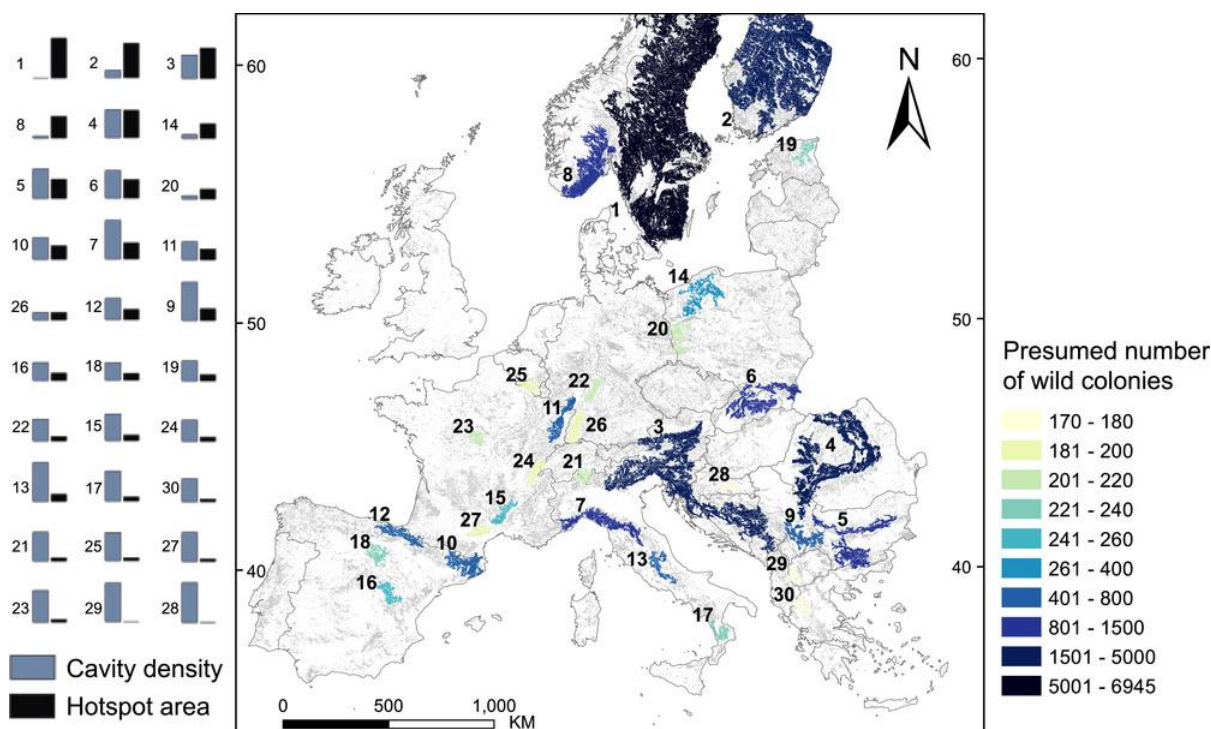 1 2 3
8 4 14
5 6 20
10 7 11
26 12 9
16 18 19
22 15 24
13 17 30
21 25 27
23 29 28
Cavity density
Hotspot area
60 60
50 50
40 40
N
2
19
8
1
14
20
6
25
22
11
26
3
23
4
24
21
28
15
7
9
5
12
27
18
10
13
29
16
30
17
0 500 1,000
KM
Presumed number
of wild colonies
170 - 180
181 - 200
201 - 220
221 - 240
241 - 260
261 - 400
401 - 800
801 - 1500
1501 - 5000
5001 - 6945